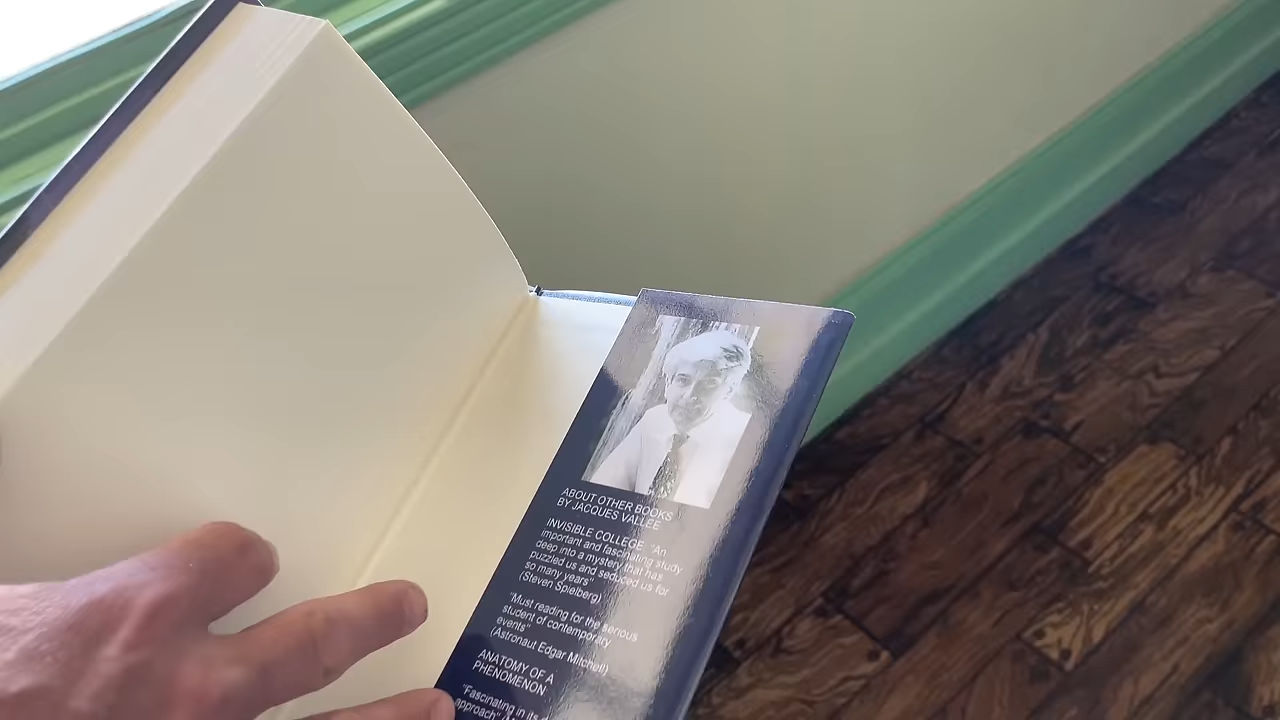 ABOUT OTHER BOOKS
BY JACQUES VALLEE
INVISIBLE COLLEGE "An
important and fascinating study
deep into a mystery that has
puzzled us and seduced us for
so many years"
(Steven Spielberg)
"Must reading for the serious
student of contemporary
events"
(Astronaut Edgar Mitchell)
ANATOMY OF A
PHENOMENON
"Fascinating in its
approach"